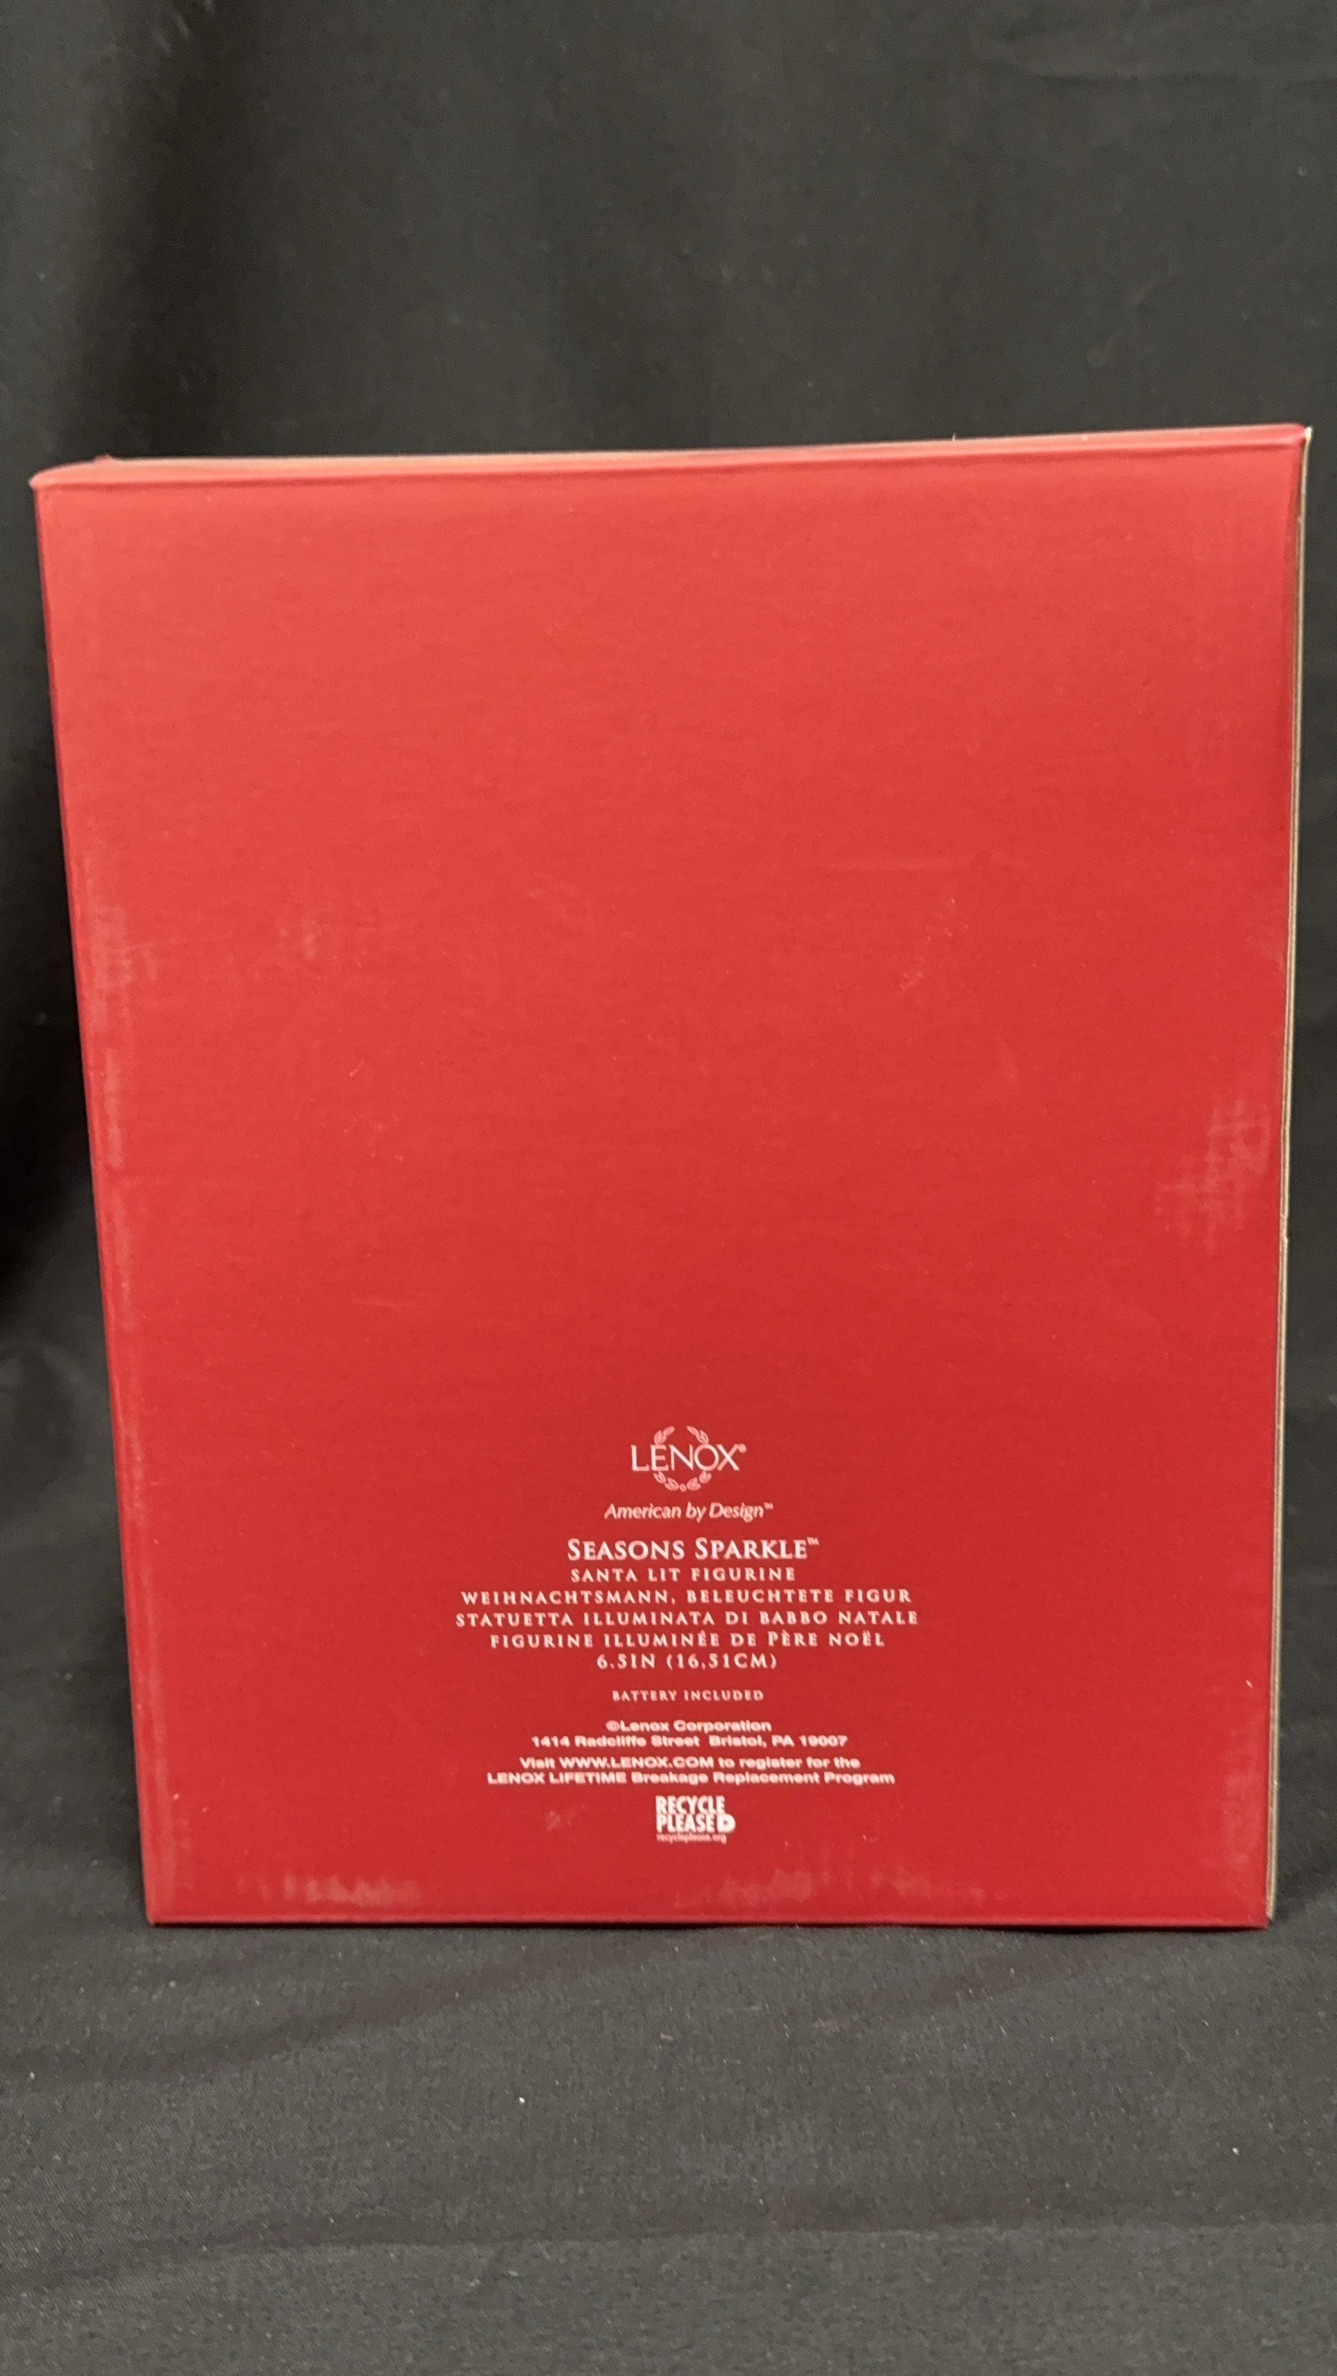 LENOX®
American by Design™
SEASONS SPARKLE™
SANTA LIT FIGURINE
WEIHNACHTSMANN, BELEUCHTETE FIGUR
STATUETTA ILLUMINATA DI BABBO NATALE
FIGURINE ILLUMINÉE DE PÈRE NOËL
6.5IN (16,51CM)
BATTERY INCLUDED
©Lenox Corporation
1414 Radcliffe Street Bristol, PA 19007
Visit WWW.LENOX.COM to register for the
LENOX LIFETIME Breakage Replacement Program
RECYCLE
PLEASE
recycleplease.org